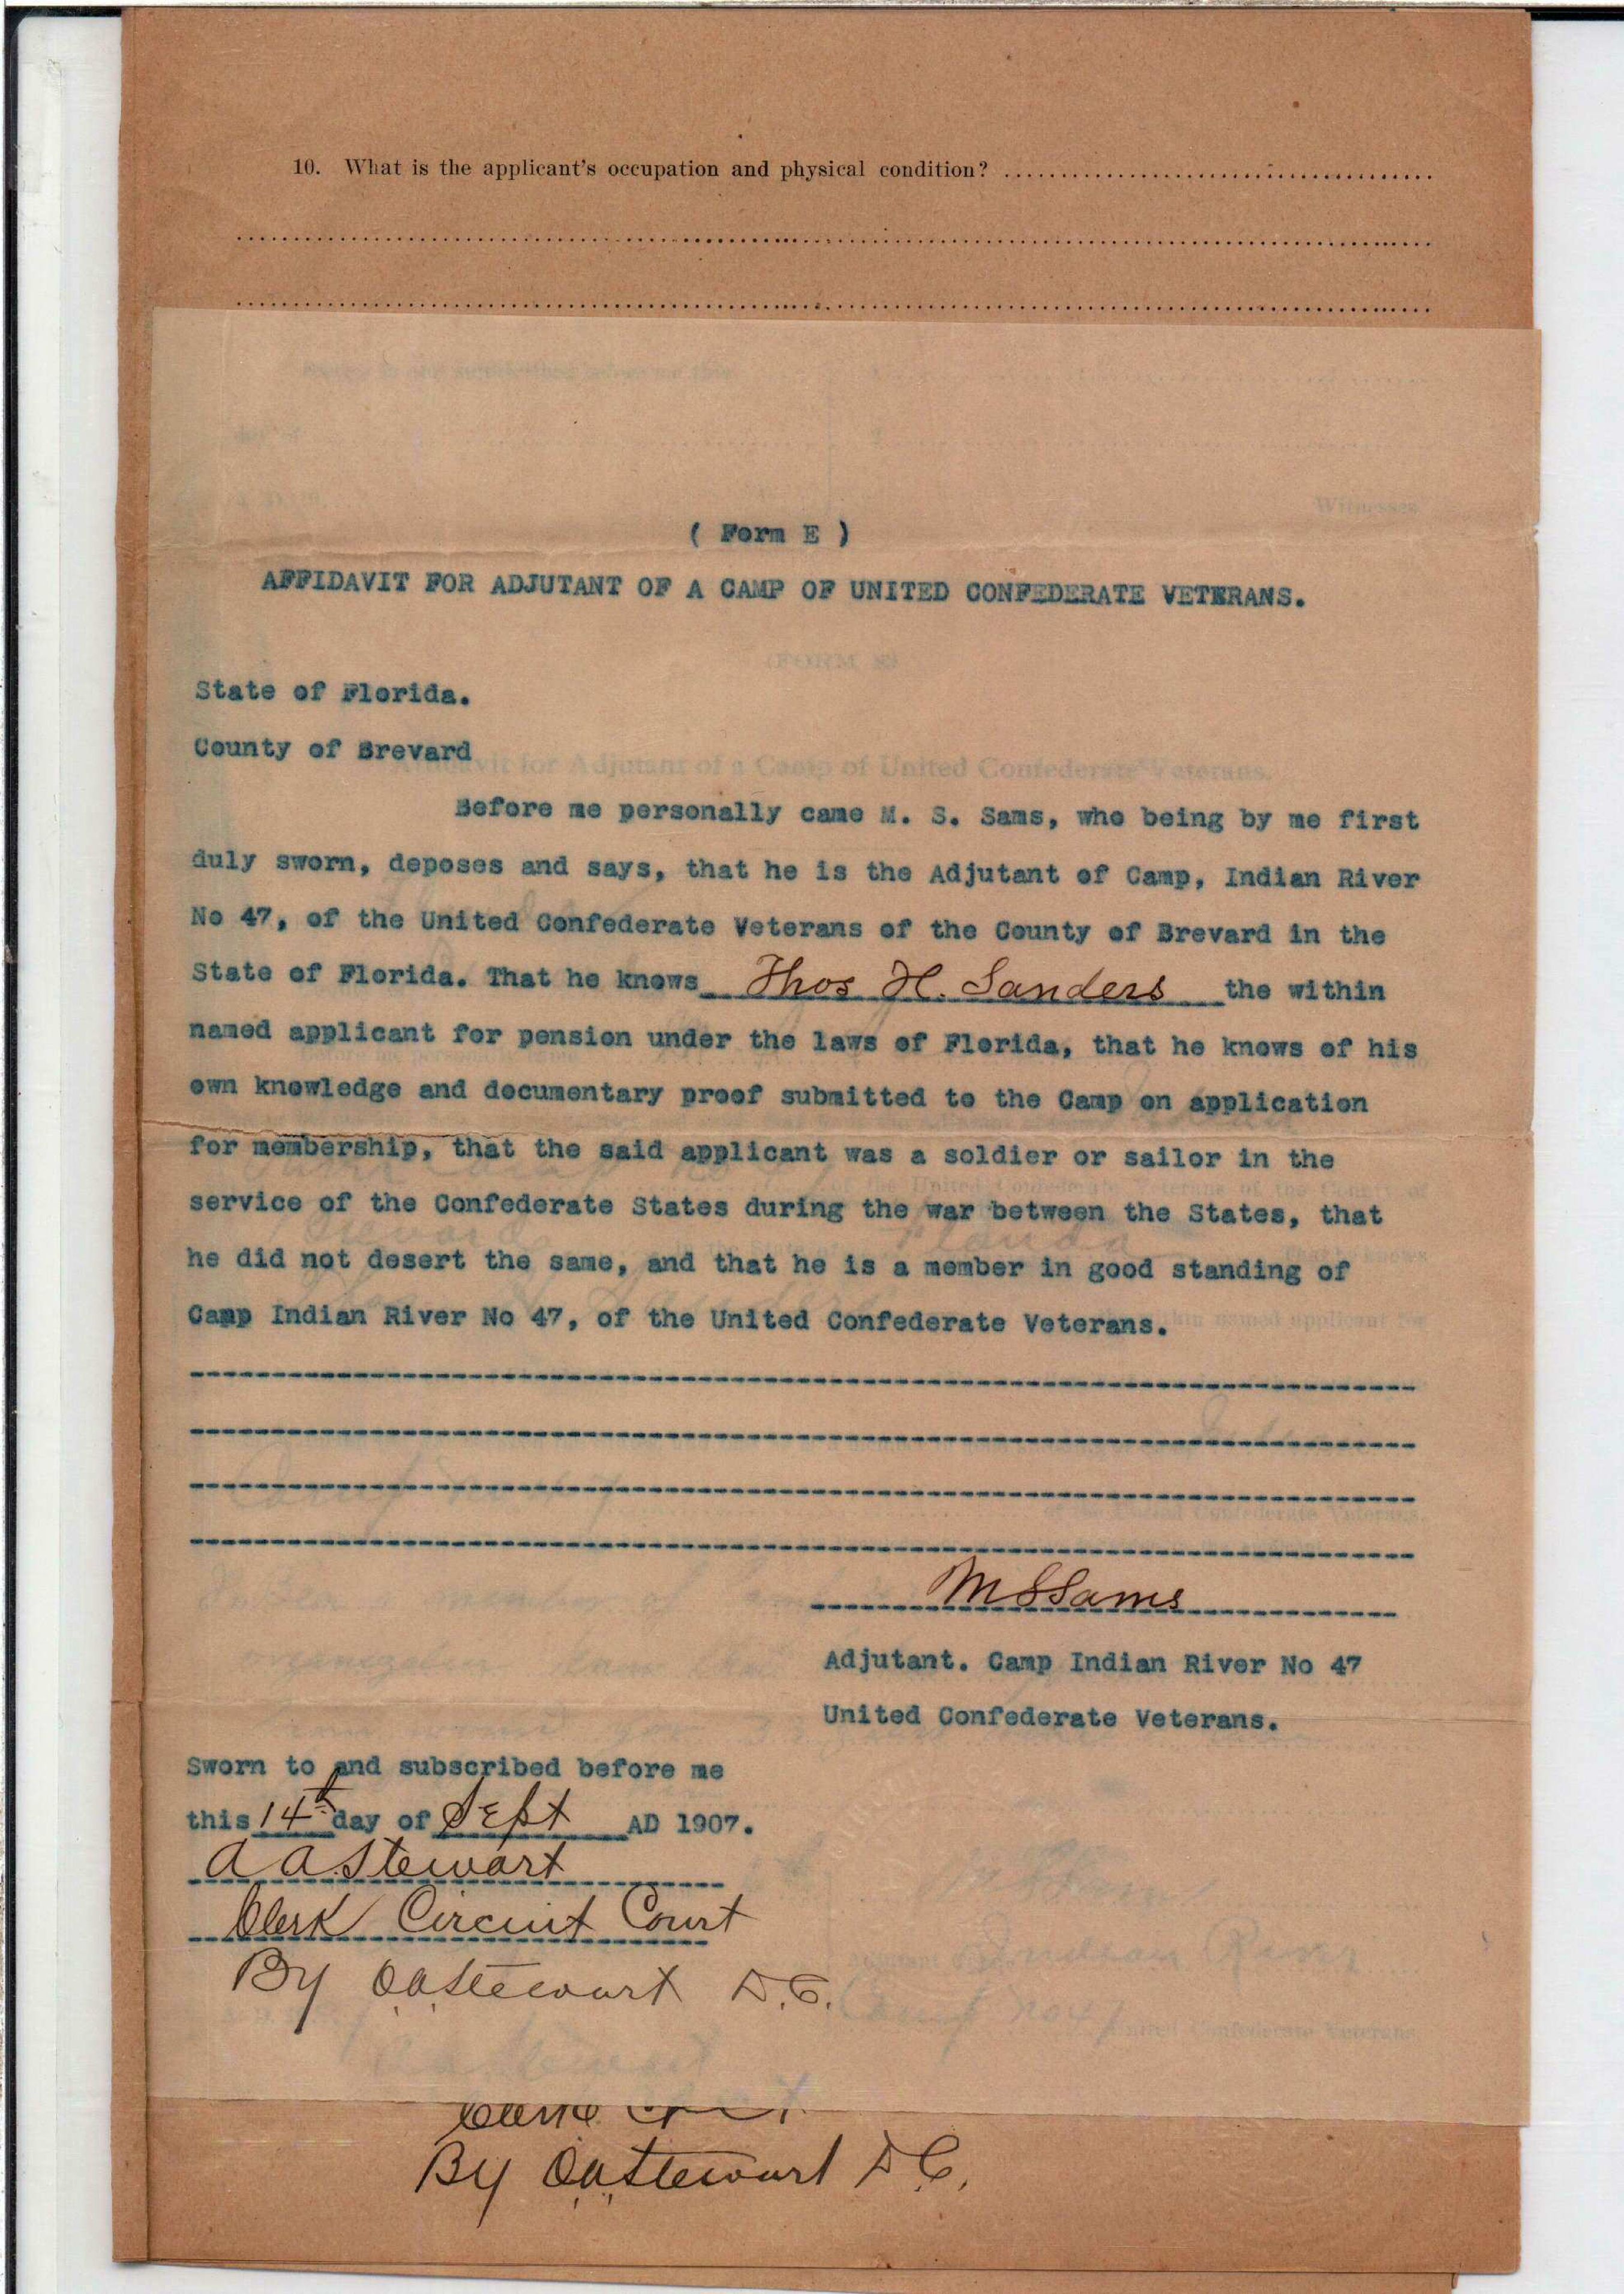 10. What is the applicant's occupation and physical condition?
( Form E )
AFFIDAVIT FOR ADJUTANT OF A CAMP OF UNITED CONFEDERATE VETERANS.
State of Florida.
County of Brevard
Before me personally came M. S. Sams, who being by me first
duly sworn, deposes and says, that he is the Adjutant of Camp, Indian River
No 47, of the United Confederate Veterans of the County of Brevard in the
State of Florida. That he knows Thos H. Sanders the within
named applicant for pension under the laws of Florida, that he knows of his
own knowledge and documentary proof submitted to the Camp on application
for membership, that the said applicant was a soldier or sailor in the
service of the Confederate States during the war between the States, that
he did not desert the same, and that he is a member in good standing of
Camp Indian River No 47, of the United Confederate Veterans.
M S Sams
Adjutant. Camp Indian River No 47
United Confederate Veterans.
Sworn to and subscribed before me
this 14th day of Sept AD 1907.
A A Stewart
Clerk Circuit Court
By O A Stewart D.C.
By O A Stewart D C.